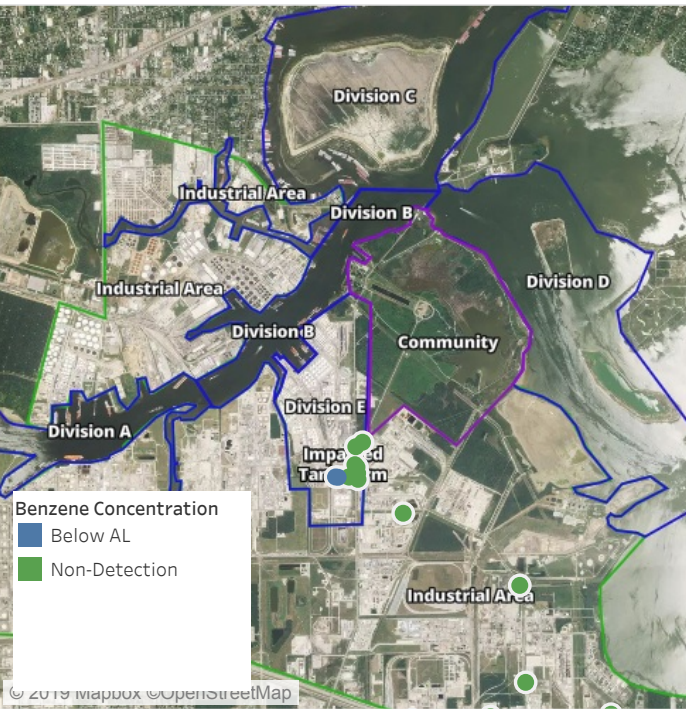 Division C
Industrial Area
Division B
Division D
Industrial Area
Division B
Community
Division E
Division A
Benzene Concentration
Below AL
Non-Detection
Industrial Area
© 2019 Mapbox ©OpenStreetMap